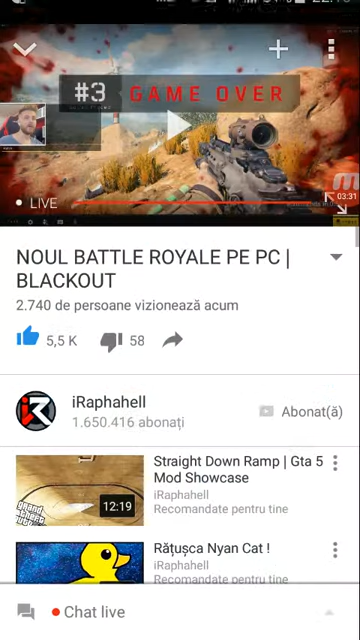 #3 GAME OVER
LIVE
03:31
NOUL BATTLE ROYALE PE PC |
BLACKOUT
2.740 de persoane vizionează acum
5,5 K
58
iRaphahell
1.650.416 abonați
Abonat(ă)
Straight Down Ramp | Gta 5
Mod Showcase
iRaphahell
Recomandate pentru tine
12:19
Rățușca Nyan Cat !
iRaphahell
Recomandate pentru tine
Chat live